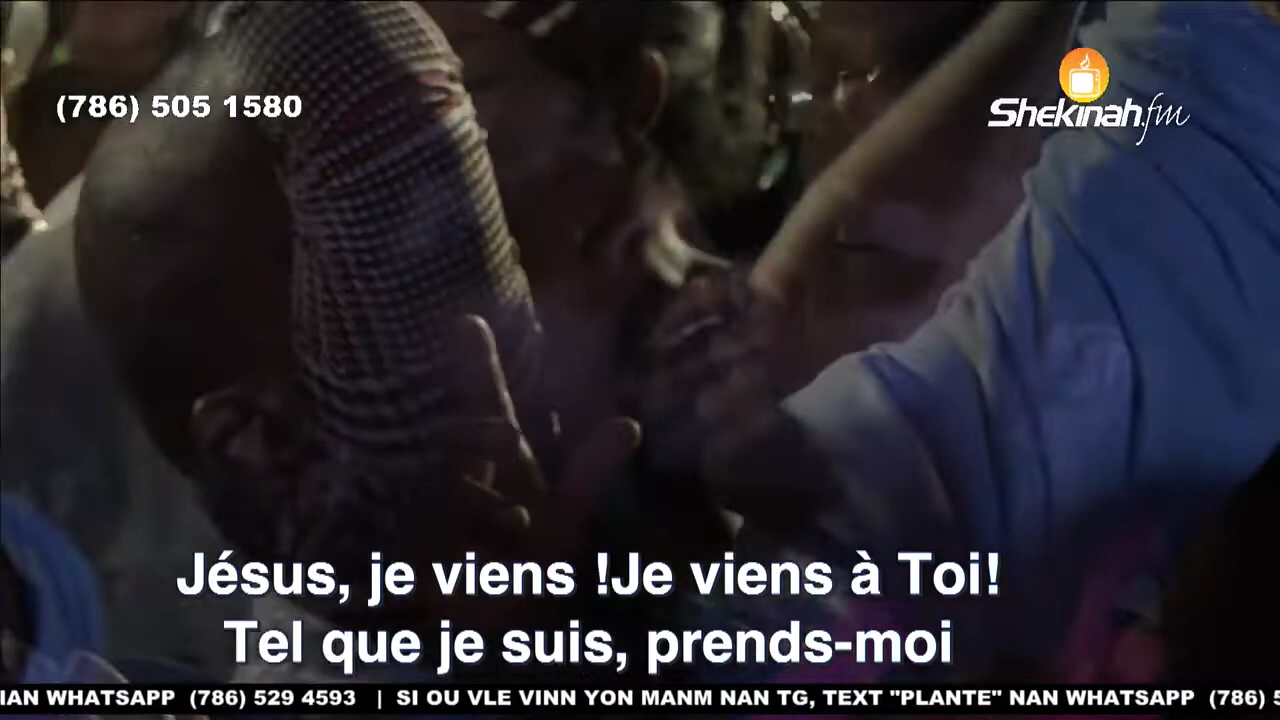 (786) 505 1580
Shekinah.fm
Jésus, je viens !Je viens à Toi!
Tel que je suis, prends-moi
IAN WHATSAPP (786) 529 4593 | SI OU VLE VINN YON MANM NAN TG, TEXT "PLANTE" NAN WHATSAPP (786) 5